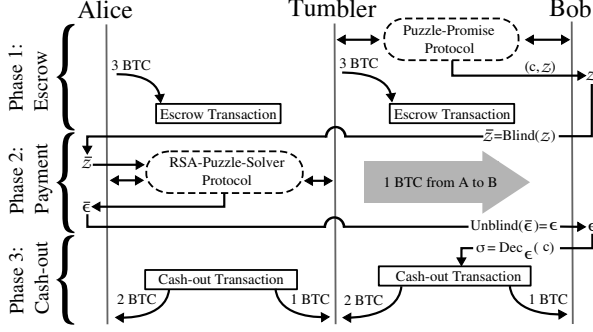 Alice
Tumbler
Bob
Phase 1:
Escrow
3 BTC
Escrow Transaction
3 BTC
Escrow Transaction
Puzzle-Promise
Protocol
(c, z)
z
z̄=Blind(z)
Phase 2:
Payment
z̄
RSA-Puzzle-Solver
Protocol
1 BTC from A to B
ϵ̄
Unblind(ϵ̄)=ϵ
ϵ
σ=Decϵ( c)
Phase 3:
Cash-out
Cash-out Transaction
2 BTC
1 BTC
Cash-out Transaction
2 BTC
1 BTC